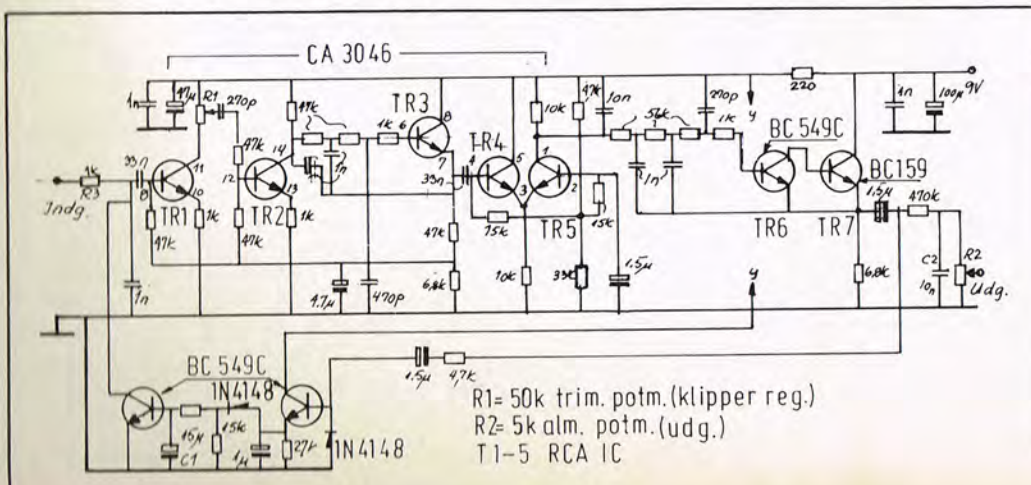 CA 3046
1n
47µ
R1
270p
47k
TR3
1k
6
8
7
TR4
10k
47k
10n
56k
270p
1k
220
y
BC 549C
1n
100µ
9V
Indg.
1k
R3
33n
8
11
10
TR1
47k
1k
47k
12
14
13
TR2
47k
1k
1n
33n
4
5
3
1
2
TR5
15k
15k
1n
BC159
TR6
TR7
1,5µ
470k
1n
4,7µ
470p
47k
6,8k
10k
33k
1,5µ
y
6,8k
C2
10n
R2
Udg.
BC 549C
1N4148
15µ
C1
15k
1µ
27k
1N4148
1,5µ
4,7k
R1= 50k trim. potm. (klipper reg.)
R2= 5k alm. potm. (udg.)
T1-5 RCA IC